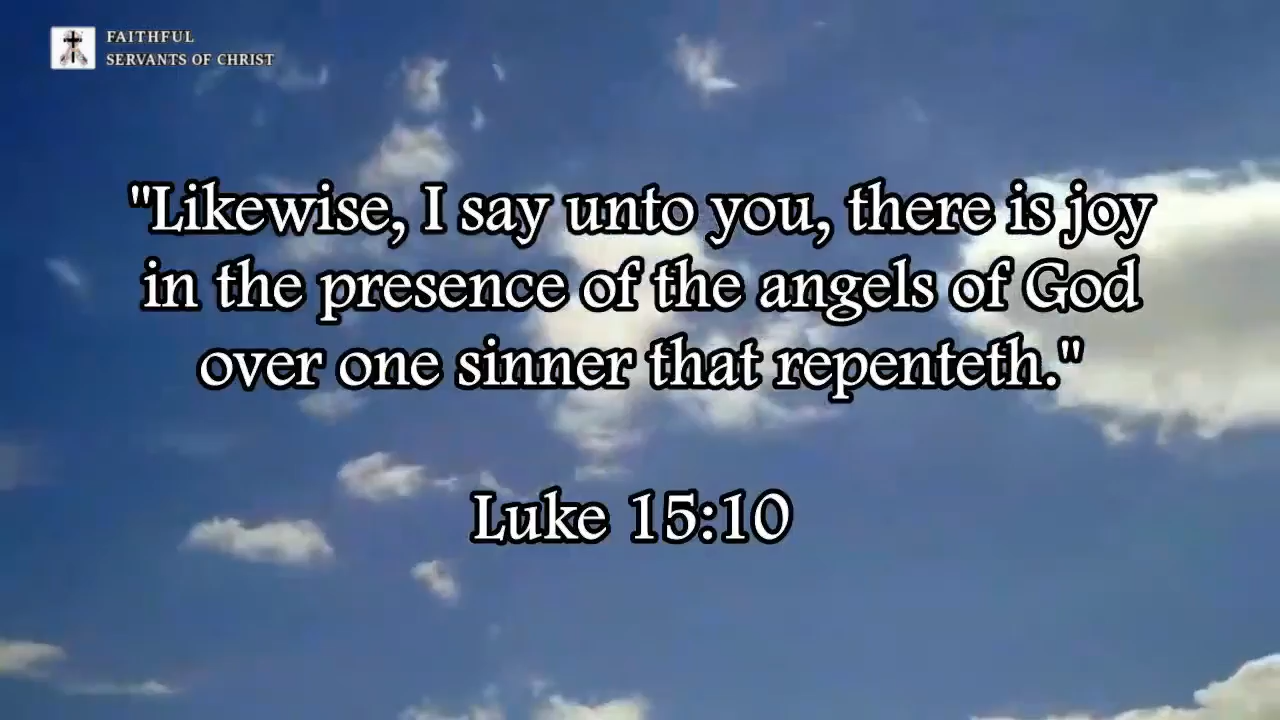 FAITHFUL
SERVANTS OF CHRIST
"Likewise, I say unto you, there is joy
in the presence of the angels of God
over one sinner that repenteth."
Luke 15:10